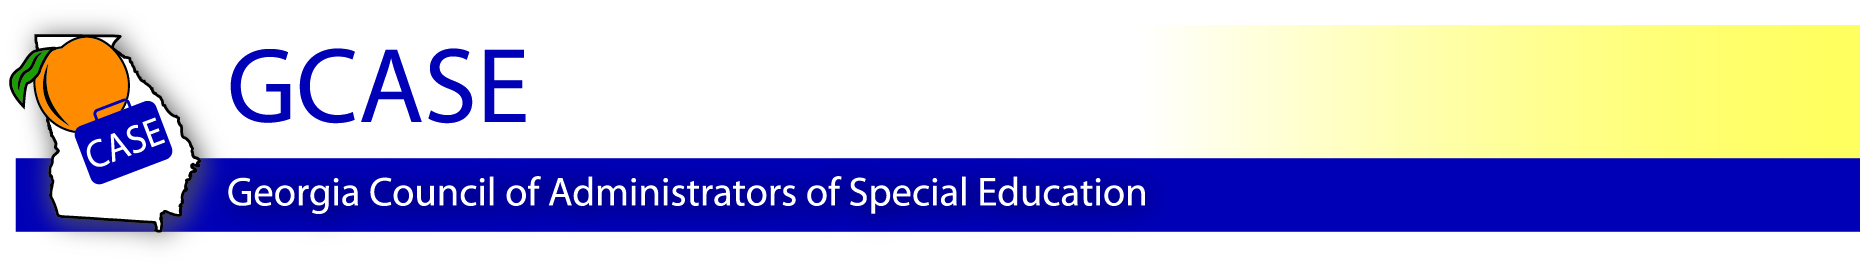 GCASE
CASE
Georgia Council of Administrators of Special Education